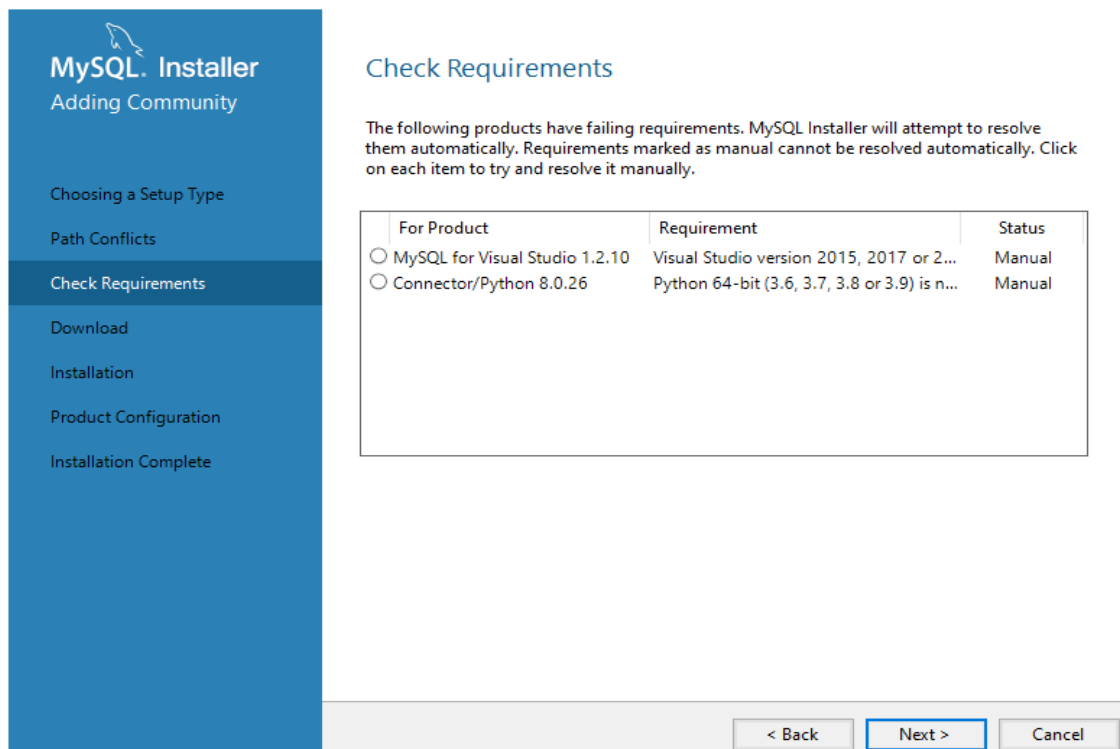 MySQL. Installer
Adding Community
Choosing a Setup Type
Path Conflicts
Check Requirements
Download
Installation
Product Configuration
Installation Complete
Check Requirements
The following products have failing requirements. MySQL Installer will attempt to resolve
them automatically. Requirements marked as manual cannot be resolved automatically. Click
on each item to try and resolve it manually.
For Product Requirement Status
MySQL for Visual Studio 1.2.10 Visual Studio version 2015, 2017 or 2... Manual
Connector/Python 8.0.26 Python 64-bit (3.6, 3.7, 3.8 or 3.9) is n... Manual
< Back Next > Cancel